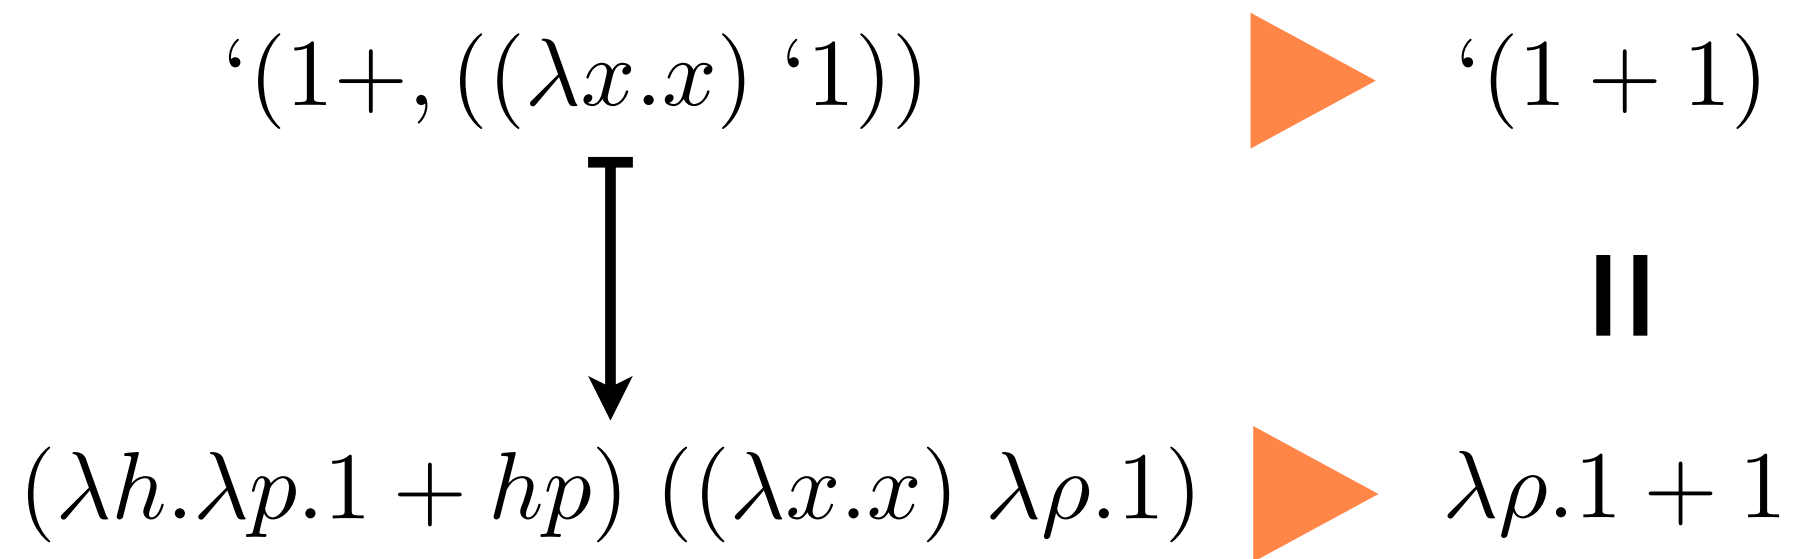 ‘(1+, ((λx.x) ‘1)) ▶ ‘(1 + 1)
(λh.λp.1 + hp) ((λx.x) λρ.1) ▶ λρ.1 + 1